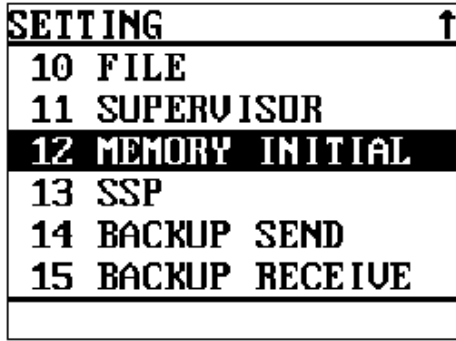 SETTING ↑
10 FILE
11 SUPERVISOR
12 MEMORY INITIAL
13 SSP
14 BACKUP SEND
15 BACKUP RECEIVE